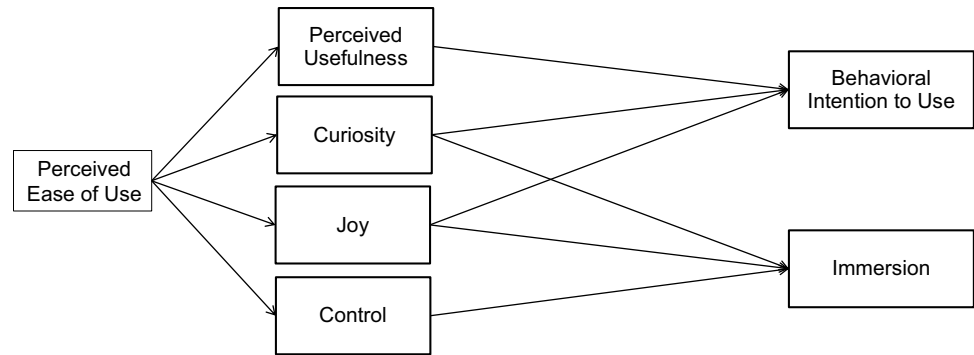 Perceived
Ease of Use
Perceived
Usefulness
Curiosity
Joy
Control
Behavioral
Intention to Use
Immersion